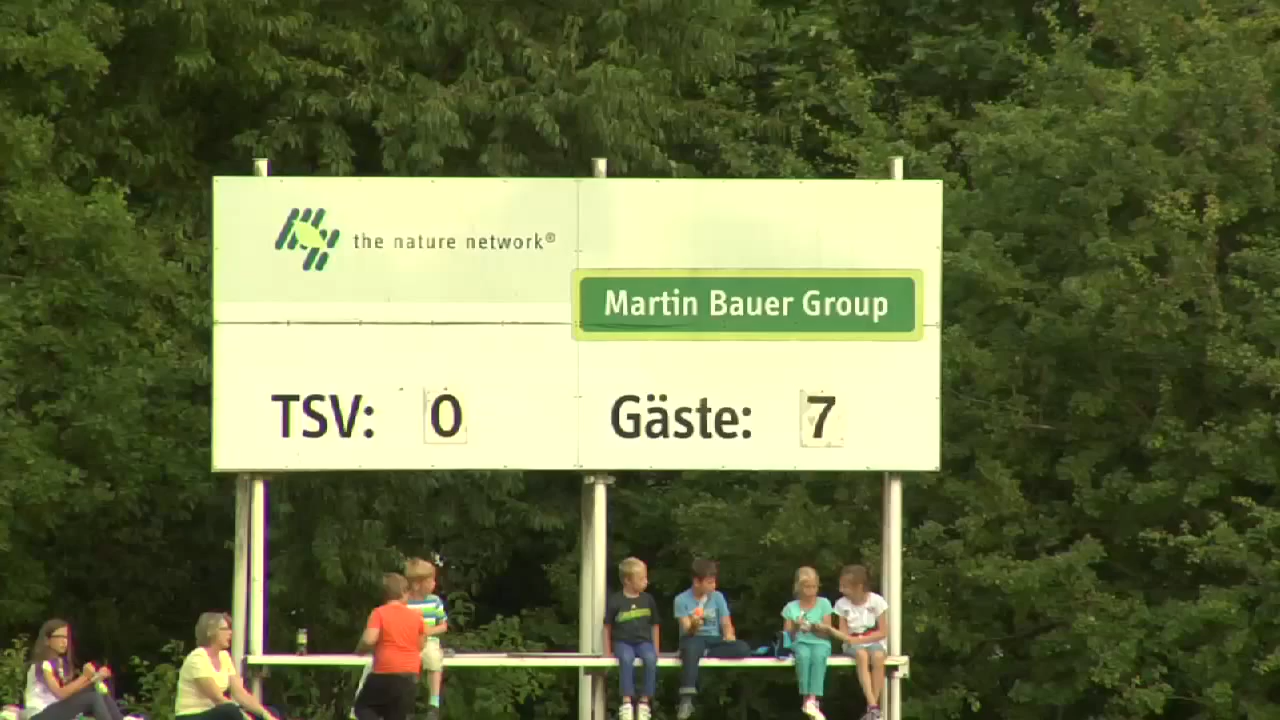 the nature network®
Martin Bauer Group
TSV: 0
Gäste: 7